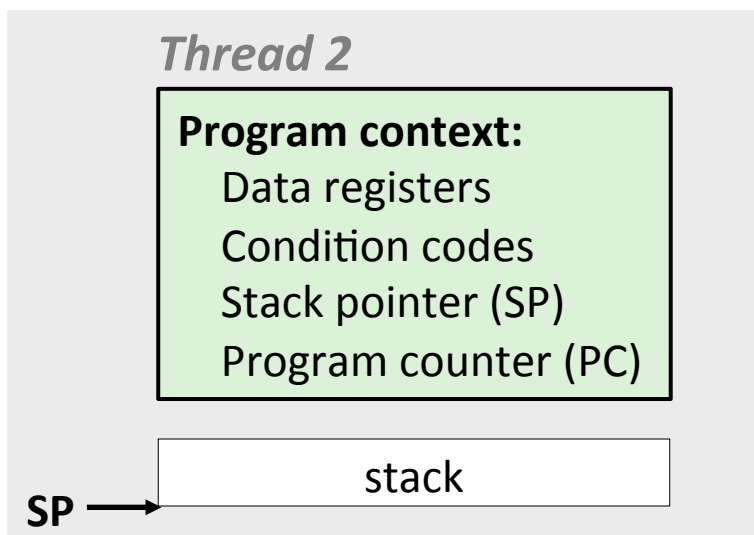 Thread 2
Program context:
Data registers
Condition codes
Stack pointer (SP)
Program counter (PC)
stack
SP